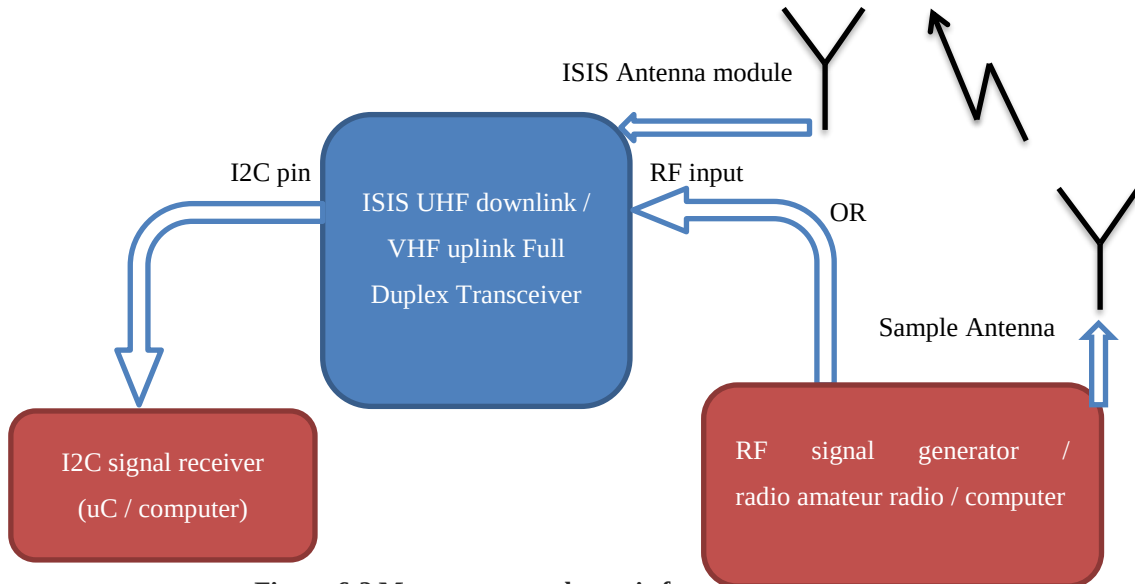 ISIS Antenna module
I2C pin
RF input
ISIS UHF downlink /
VHF uplink Full
Duplex Transceiver
OR
Sample Antenna
I2C signal receiver
(uC / computer)
RF signal generator /
radio amateur radio / computer